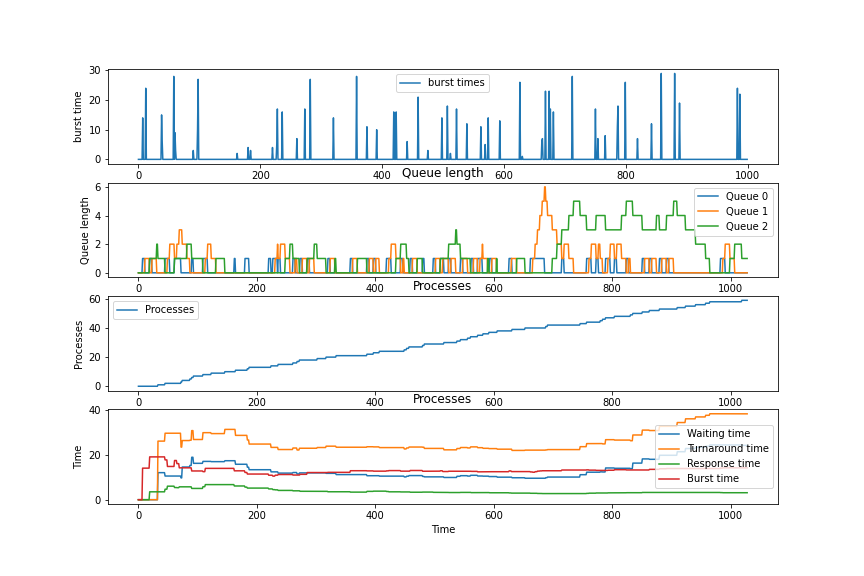 30
20
10
0
burst time
burst times
0 200 400 600 800 1000
Queue length
6
4
2
0
Queue length
Queue 0
Queue 1
Queue 2
0 200 400 600 800 1000
Processes
60
40
20
0
Processes
Processes
0 200 400 600 800 1000
Processes
40
20
0
Time
Waiting time
Turnaround time
Response time
Burst time
0 200 400 600 800 1000
Time